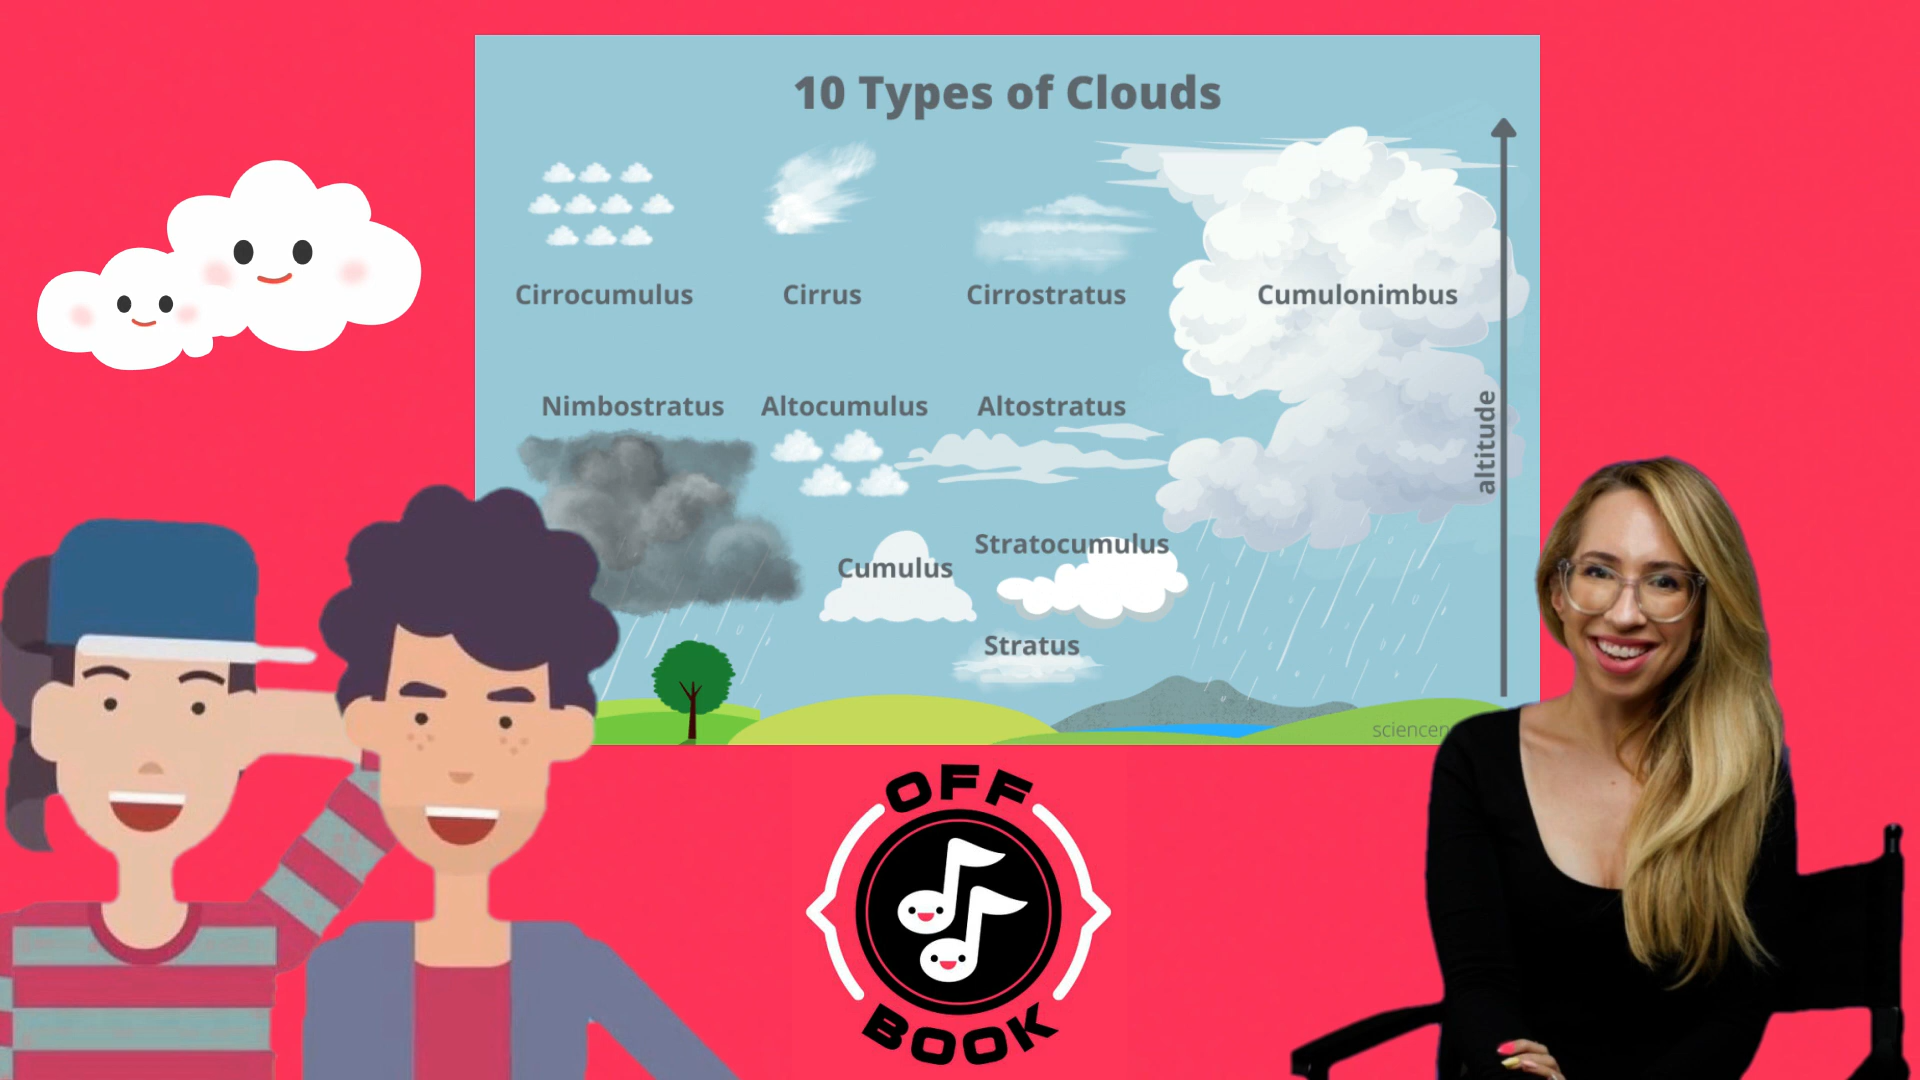 10 Types of Clouds
Cirrocumulus
Cirrus
Cirrostratus
Cumulonimbus
Nimbostratus
Altocumulus
Altostratus
altitude
Stratocumulus
Cumulus
Stratus
OFF
BOOK